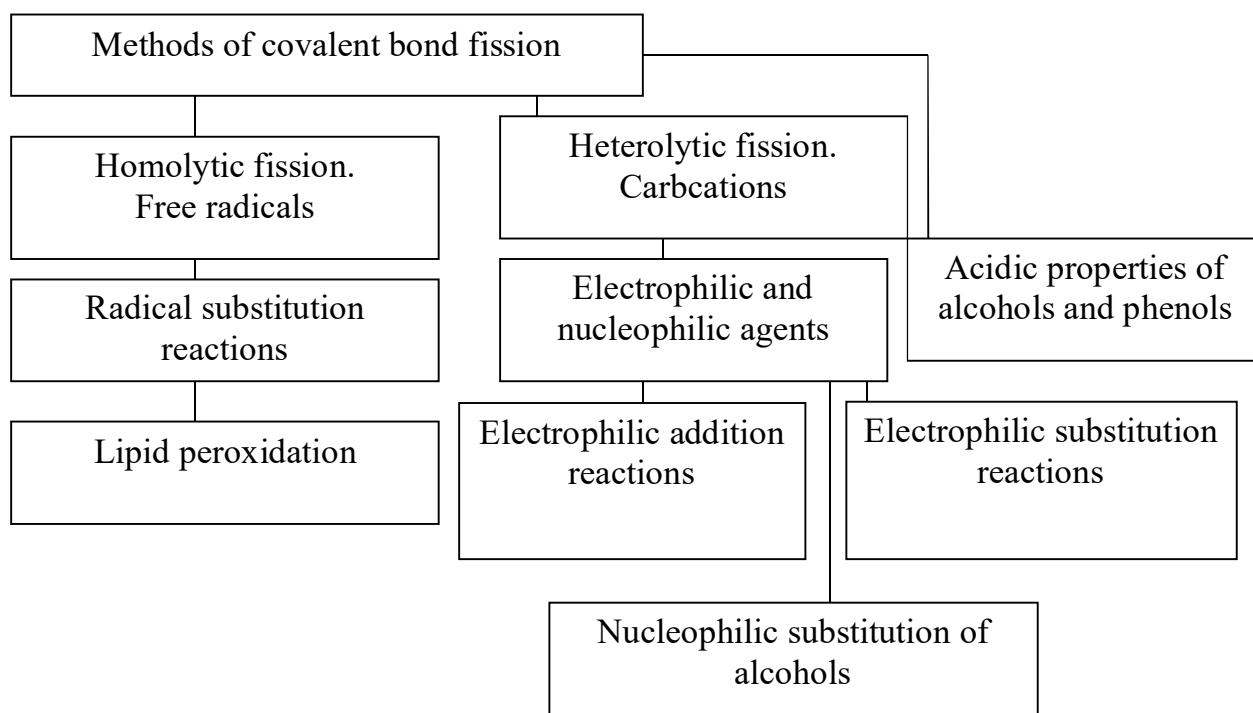 Methods of covalent bond fission
Homolytic fission.
Free radicals
Heterolytic fission.
Carbcations
Acidic properties of
alcohols and phenols
Radical substitution
reactions
Electrophilic and
nucleophilic agents
Lipid peroxidation
Electrophilic addition
reactions
Electrophilic substitution
reactions
Nucleophilic substitution of
alcohols